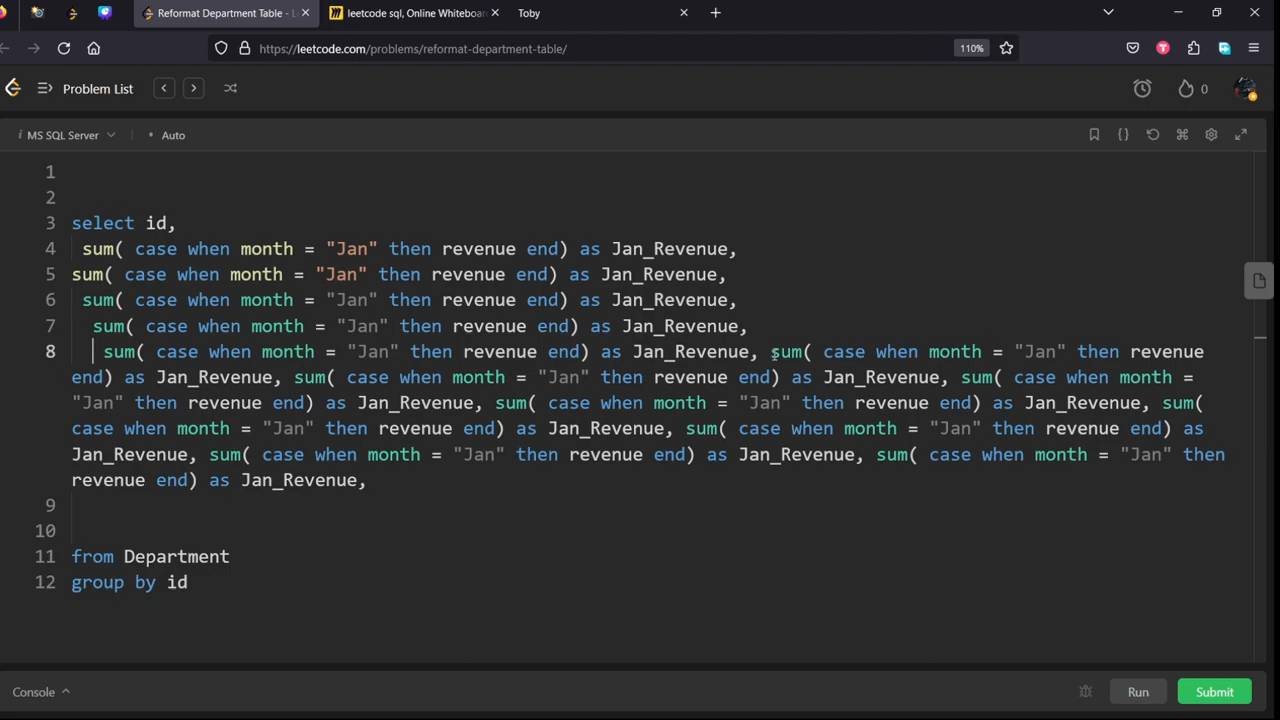 Reformat Department Table - L
leetcode sql, Online Whiteboard
Toby
https://leetcode.com/problems/reformat-department-table/
110%
Problem List
0
i MS SQL Server
• Auto
1
2
3 select id,
4 sum( case when month = "Jan" then revenue end) as Jan_Revenue,
5 sum( case when month = "Jan" then revenue end) as Jan_Revenue,
6 sum( case when month = "Jan" then revenue end) as Jan_Revenue,
7 sum( case when month = "Jan" then revenue end) as Jan_Revenue,
8 sum( case when month = "Jan" then revenue end) as Jan_Revenue, sum( case when month = "Jan" then revenue
end) as Jan_Revenue, sum( case when month = "Jan" then revenue end) as Jan_Revenue, sum( case when month =
"Jan" then revenue end) as Jan_Revenue, sum( case when month = "Jan" then revenue end) as Jan_Revenue, sum(
case when month = "Jan" then revenue end) as Jan_Revenue, sum( case when month = "Jan" then revenue end) as
Jan_Revenue, sum( case when month = "Jan" then revenue end) as Jan_Revenue, sum( case when month = "Jan" then
revenue end) as Jan_Revenue,
9
10
11 from Department
12 group by id
Console
Run
Submit